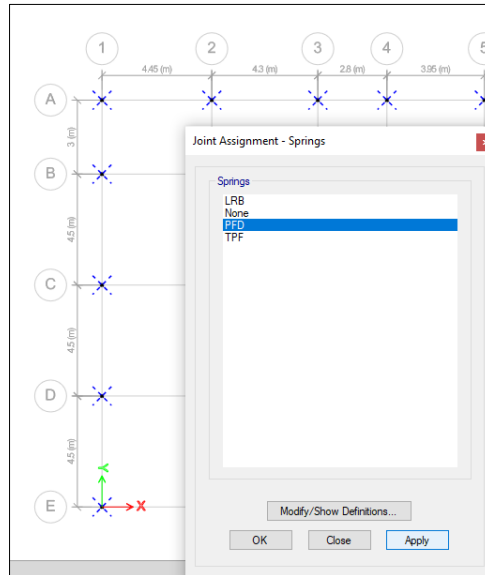 1 2 3 4 5
4.45 (m) 4.3 (m) 2.8 (m) 3.95 (m)
A
3 (m)
B
Joint Assignment - Springs
Springs
LRB
None
PFD
TPF
4.5 (m)
C
4.5 (m)
D
4.5 (m)
Y
E X
Modify/Show Definitions...
OK Close Apply